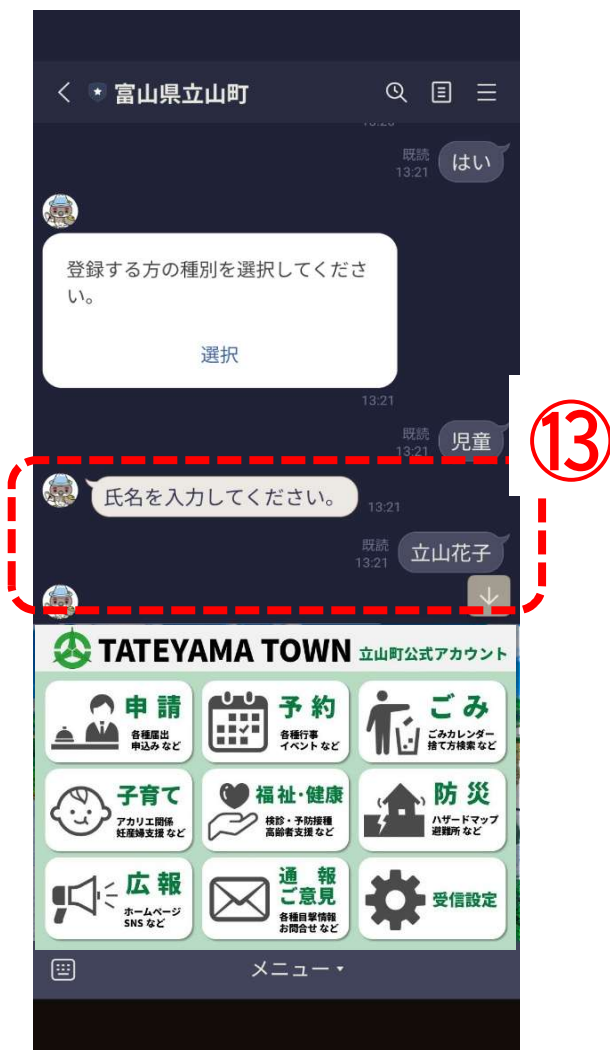 富山県立山町
既読
13:21
はい
登録する方の種別を選択してくださ
い。
選択
13:21
既読
13:21
児童
⑬
氏名を入力してください。
13:21
既読
13:21
立山花子
TATEYAMA TOWN 立山町公式アカウント
申請
各種届出
申込み など
予約
各種行事
イベント など
ごみ
ごみカレンダー
捨て方検索 など
子育て
アカリエ関係
妊産婦支援 など
福祉・健康
検診・予防接種
高齢者支援 など
防災
ハザードマップ
避難所 など
広報
ホームページ
SNS など
通報
ご意見
各種目撃情報
お問合せ など
受信設定
メニュー